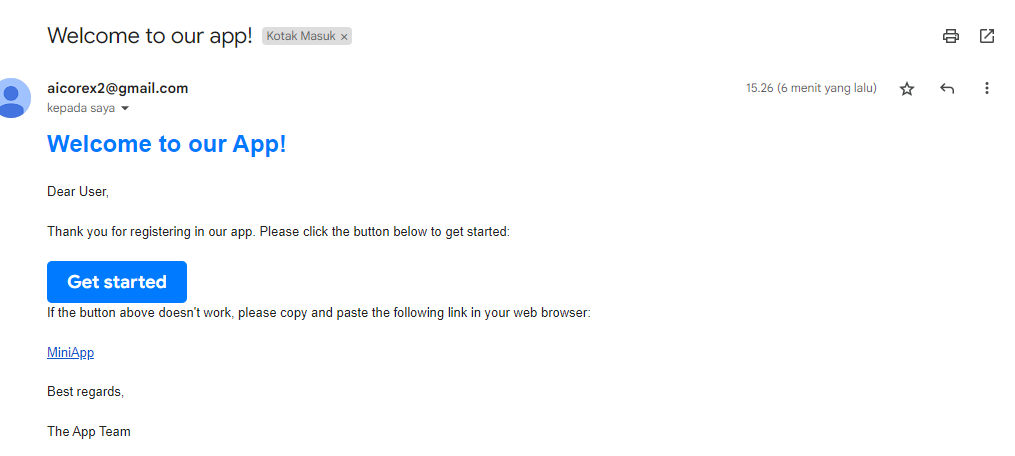 Welcome to our app! Kotak Masuk ×
aicorex2@gmail.com 15.26 (6 menit yang lalu)
kepada saya
Welcome to our App!
Dear User,
Thank you for registering in our app. Please click the button below to get started:
Get started
If the button above doesn't work, please copy and paste the following link in your web browser:
MiniApp
Best regards,
The App Team